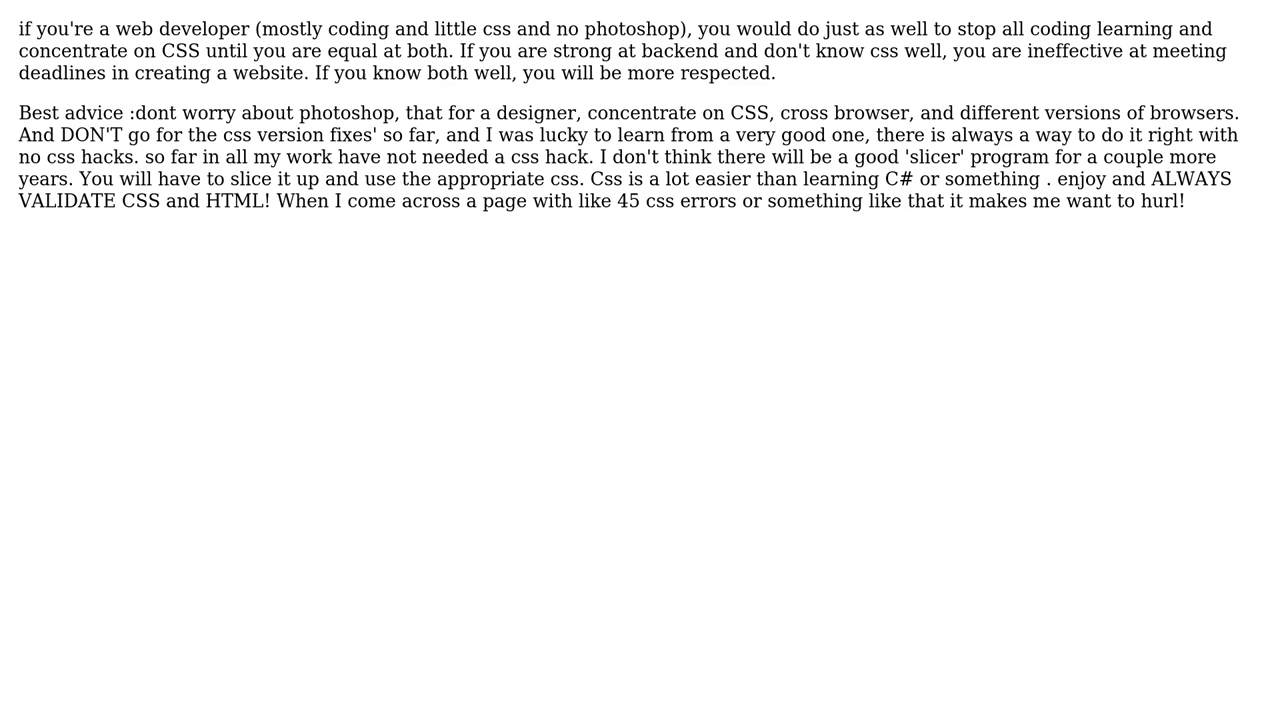 if you're a web developer (mostly coding and little css and no photoshop), you would do just as well to stop all coding learning and
concentrate on CSS until you are equal at both. If you are strong at backend and don't know css well, you are ineffective at meeting
deadlines in creating a website. If you know both well, you will be more respected.
Best advice :dont worry about photoshop, that for a designer, concentrate on CSS, cross browser, and different versions of browsers.
And DON'T go for the css version fixes' so far, and I was lucky to learn from a very good one, there is always a way to do it right with
no css hacks. so far in all my work have not needed a css hack. I don't think there will be a good 'slicer' program for a couple more
years. You will have to slice it up and use the appropriate css. Css is a lot easier than learning C# or something . enjoy and ALWAYS
VALIDATE CSS and HTML! When I come across a page with like 45 css errors or something like that it makes me want to hurl!